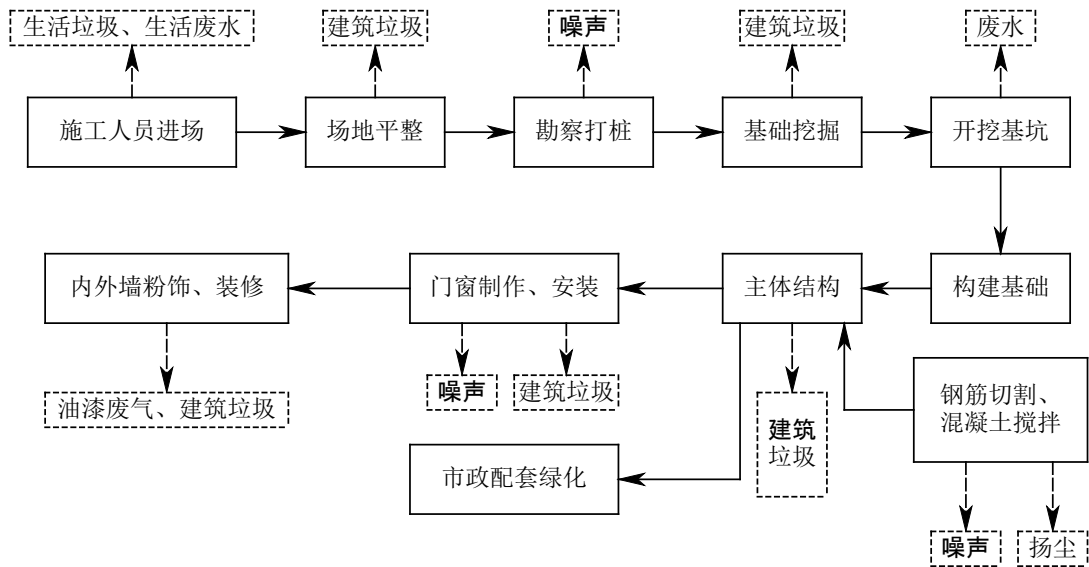 生活垃圾、生活废水
建筑垃圾
噪声
建筑垃圾
废水
施工人员进场
场地平整
勘察打桩
基础挖掘
开挖基坑
内外墙粉饰、装修
门窗制作、安装
主体结构
构建基础
油漆废气、建筑垃圾
噪声
建筑垃圾
建筑
垃圾
钢筋切割、
混凝土搅拌
市政配套绿化
噪声
扬尘